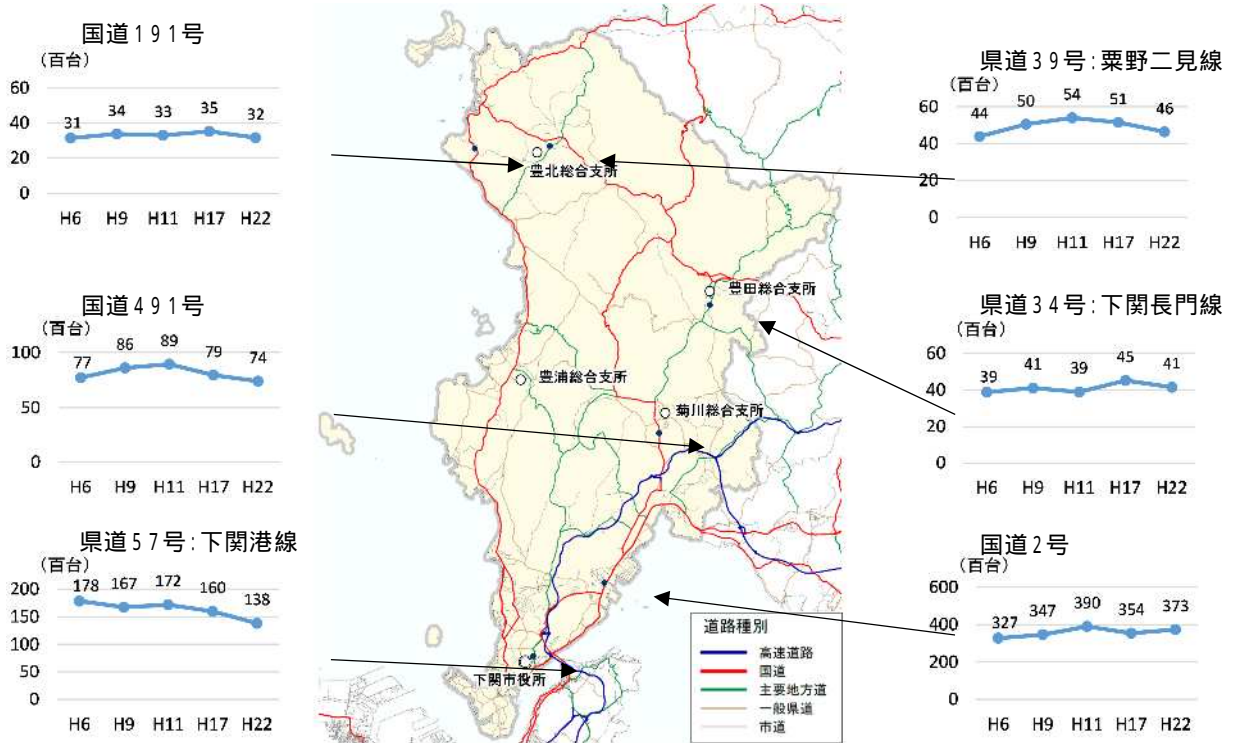 国道191号
(百台)
60
40
20
0
31 34 33 35 32
H6 H9 H11 H17 H22
国道491号
(百台)
100
50
0
77 86 89 79 74
H6 H9 H11 H17 H22
県道57号:下関港線
(百台)
200
150
100
50
0
178 167 172 160 138
H6 H9 H11 H17 H22
豊北総合支所
豊田総合支所
豊浦総合支所
菊川総合支所
下関市役所
道路種別
高速道路
国道
主要地方道
一般県道
市道
県道39号:粟野二見線
(百台)
60
40
20
0
44 50 54 51 46
H6 H9 H11 H17 H22
県道34号:下関長門線
(百台)
60
40
20
0
39 41 39 45 41
H6 H9 H11 H17 H22
国道2号
(百台)
600
400
200
0
327 347 390 354 373
H6 H9 H11 H17 H22